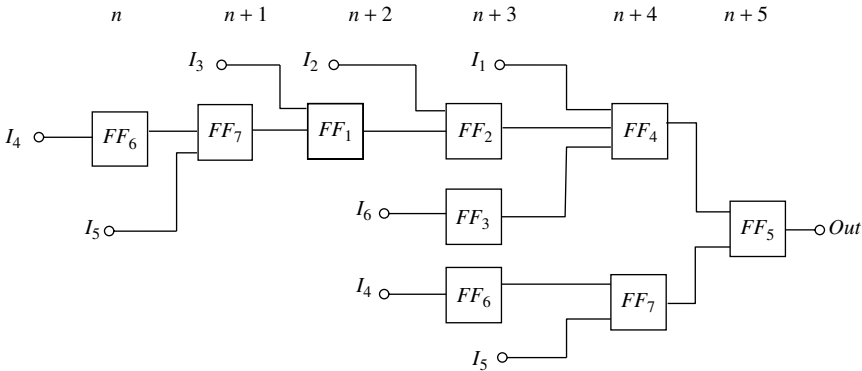 n n + 1 n + 2 n + 3 n + 4 n + 5
I₃ I₂ I₁
I₄ FF₆ FF₇ FF₁ FF₂ FF₄
I₅ I₆ FF₃ FF₅ Out
I₄ FF₆ FF₇
I₅